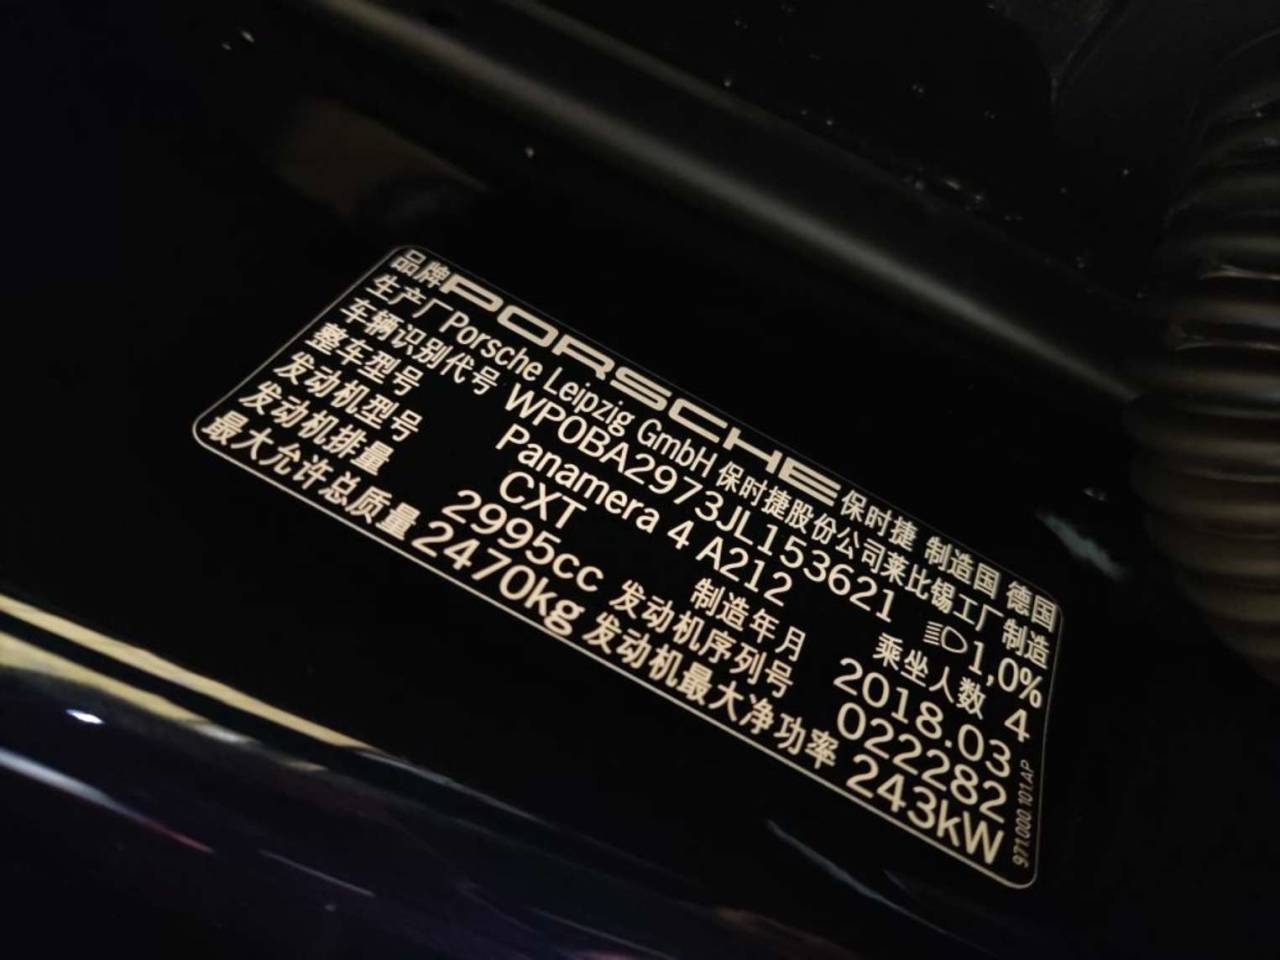 品牌 PORSCHE 保时捷 制造国 德国
生产厂 Porsche Leipzig GmbH 保时捷股份公司莱比锡工厂 制造
车辆识别代号 WP0BA2973JL153621 1,0%
整车型号 Panamera 4 A212 乘坐人数 4
发动机型号 CXT 制造年月 2018.03
发动机排量 2995cc 发动机序列号 022282
最大允许总质量 2470kg 发动机最大净功率 243kW
971.000 101.AP